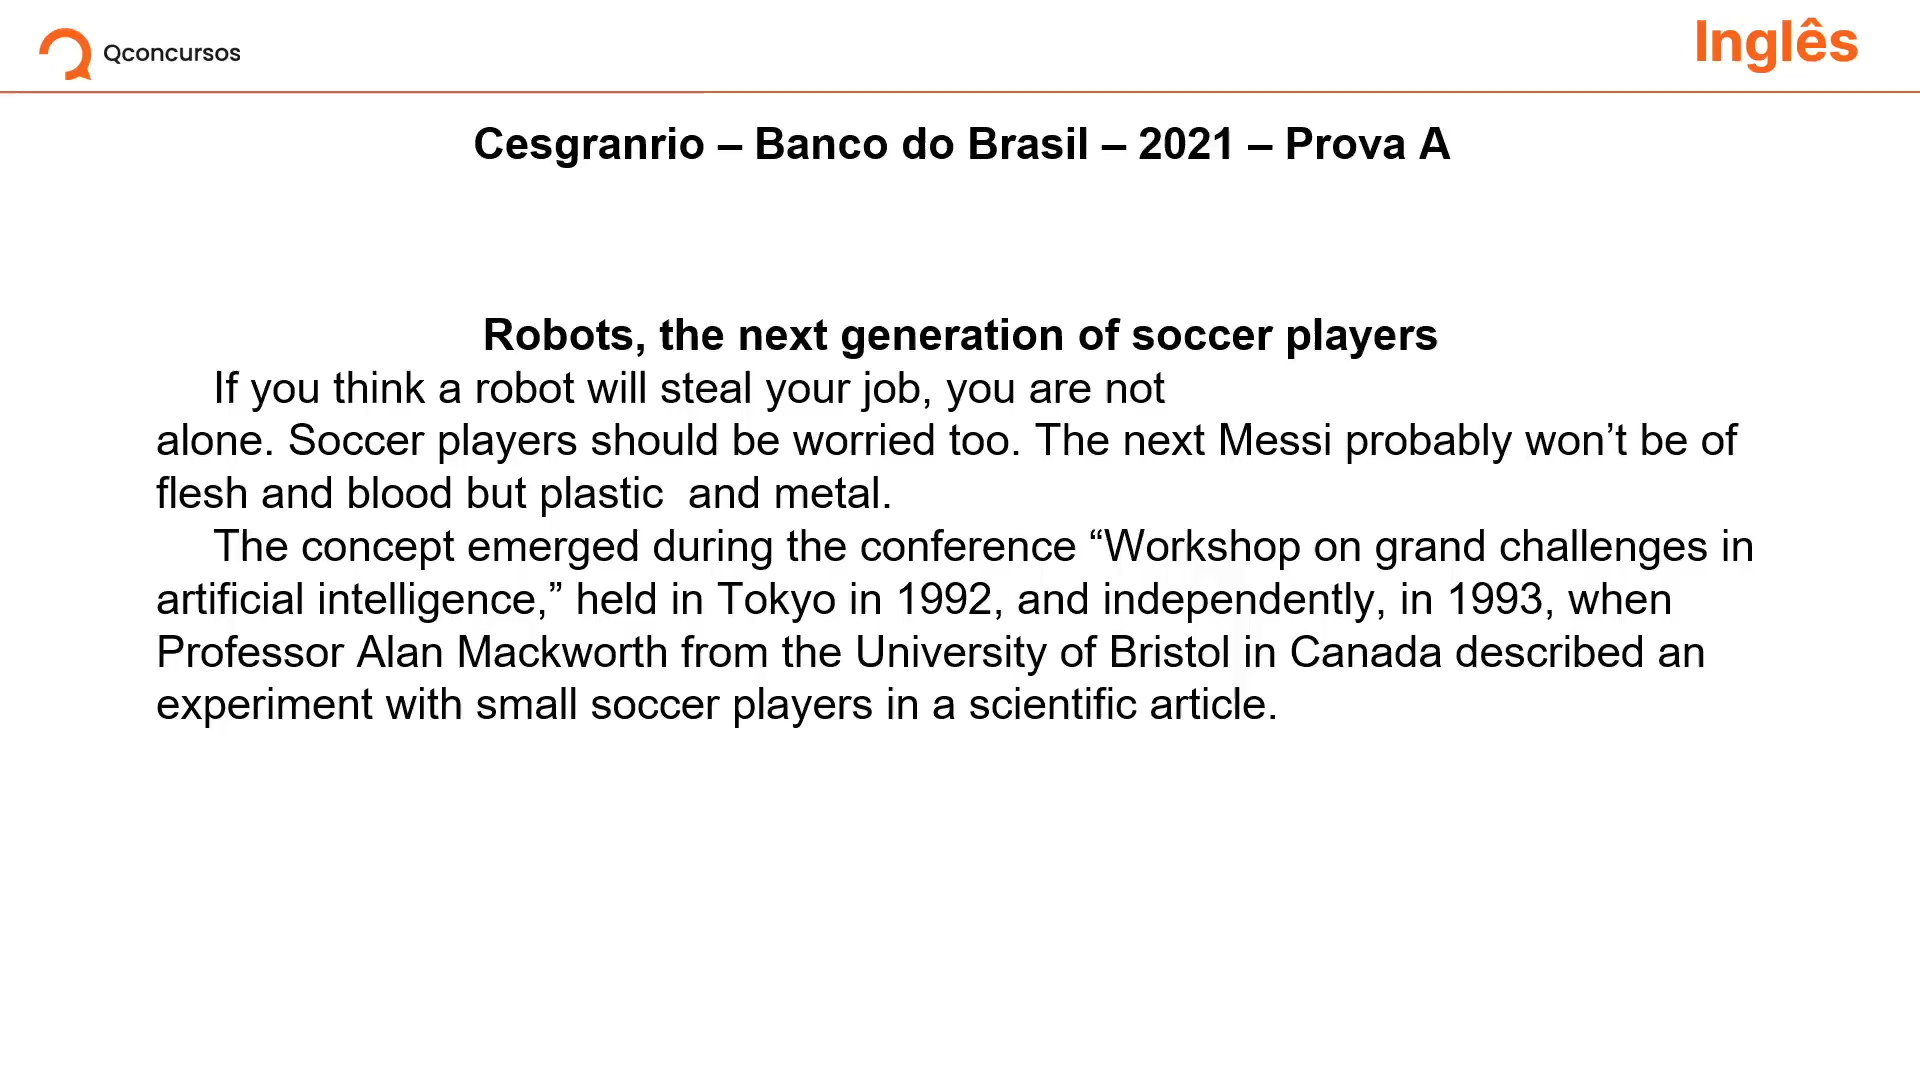 Qconcursos
Inglês
Cesgranrio – Banco do Brasil – 2021 – Prova A
Robots, the next generation of soccer players
If you think a robot will steal your job, you are not
alone. Soccer players should be worried too. The next Messi probably won’t be of
flesh and blood but plastic  and metal.
The concept emerged during the conference “Workshop on grand challenges in
artificial intelligence,” held in Tokyo in 1992, and independently, in 1993, when
Professor Alan Mackworth from the University of Bristol in Canada described an
experiment with small soccer players in a scientific article.